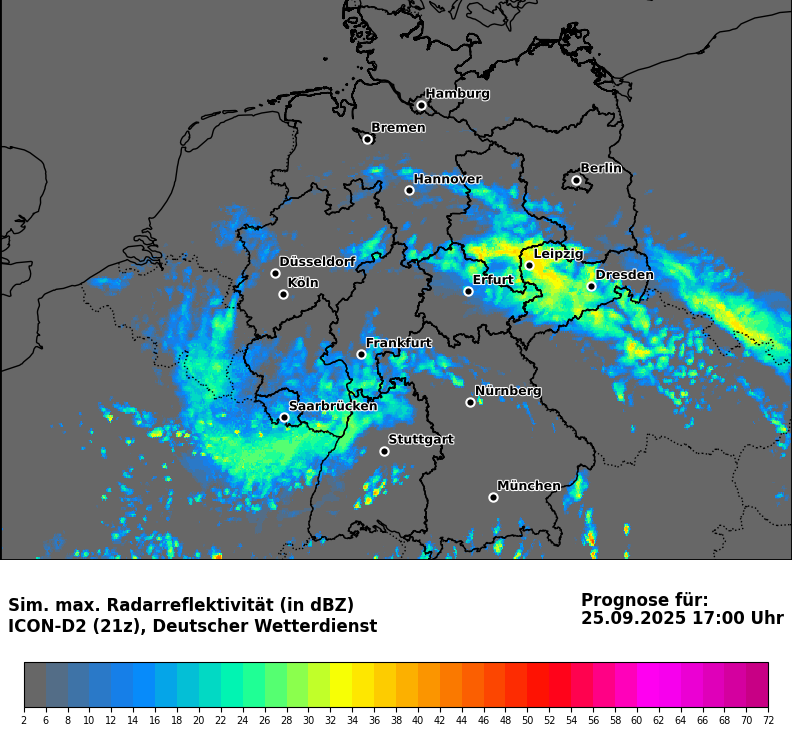 Hamburg
Bremen
Berlin
Hannover
Leipzig
Düsseldorf
Dresden
Köln
Erfurt
Frankfurt
Nürnberg
Saarbrücken
Stuttgart
München
Sim. max. Radarreflektivität (in dBZ)
ICON-D2 (21z), Deutscher Wetterdienst
Prognose für:
25.09.2025 17:00 Uhr
2 6 8 10 12 14 16 18 20 22 24 26 28 30 32 34 36 38 40 42 44 46 48 50 52 54 56 58 60 62 64 66 68 70 72